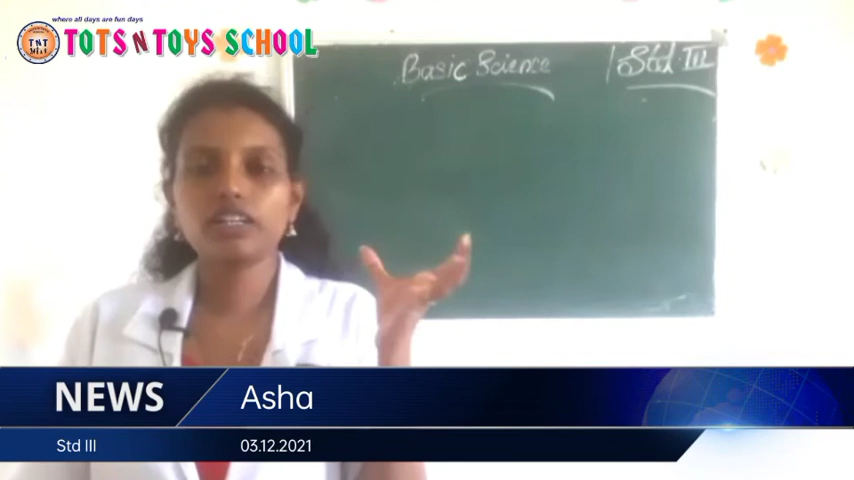 where all days are fun days
TOTS N TOYS SCHOOL
TNT
Basic Science
Std III
NEWS
Asha
Std III
03.12.2021